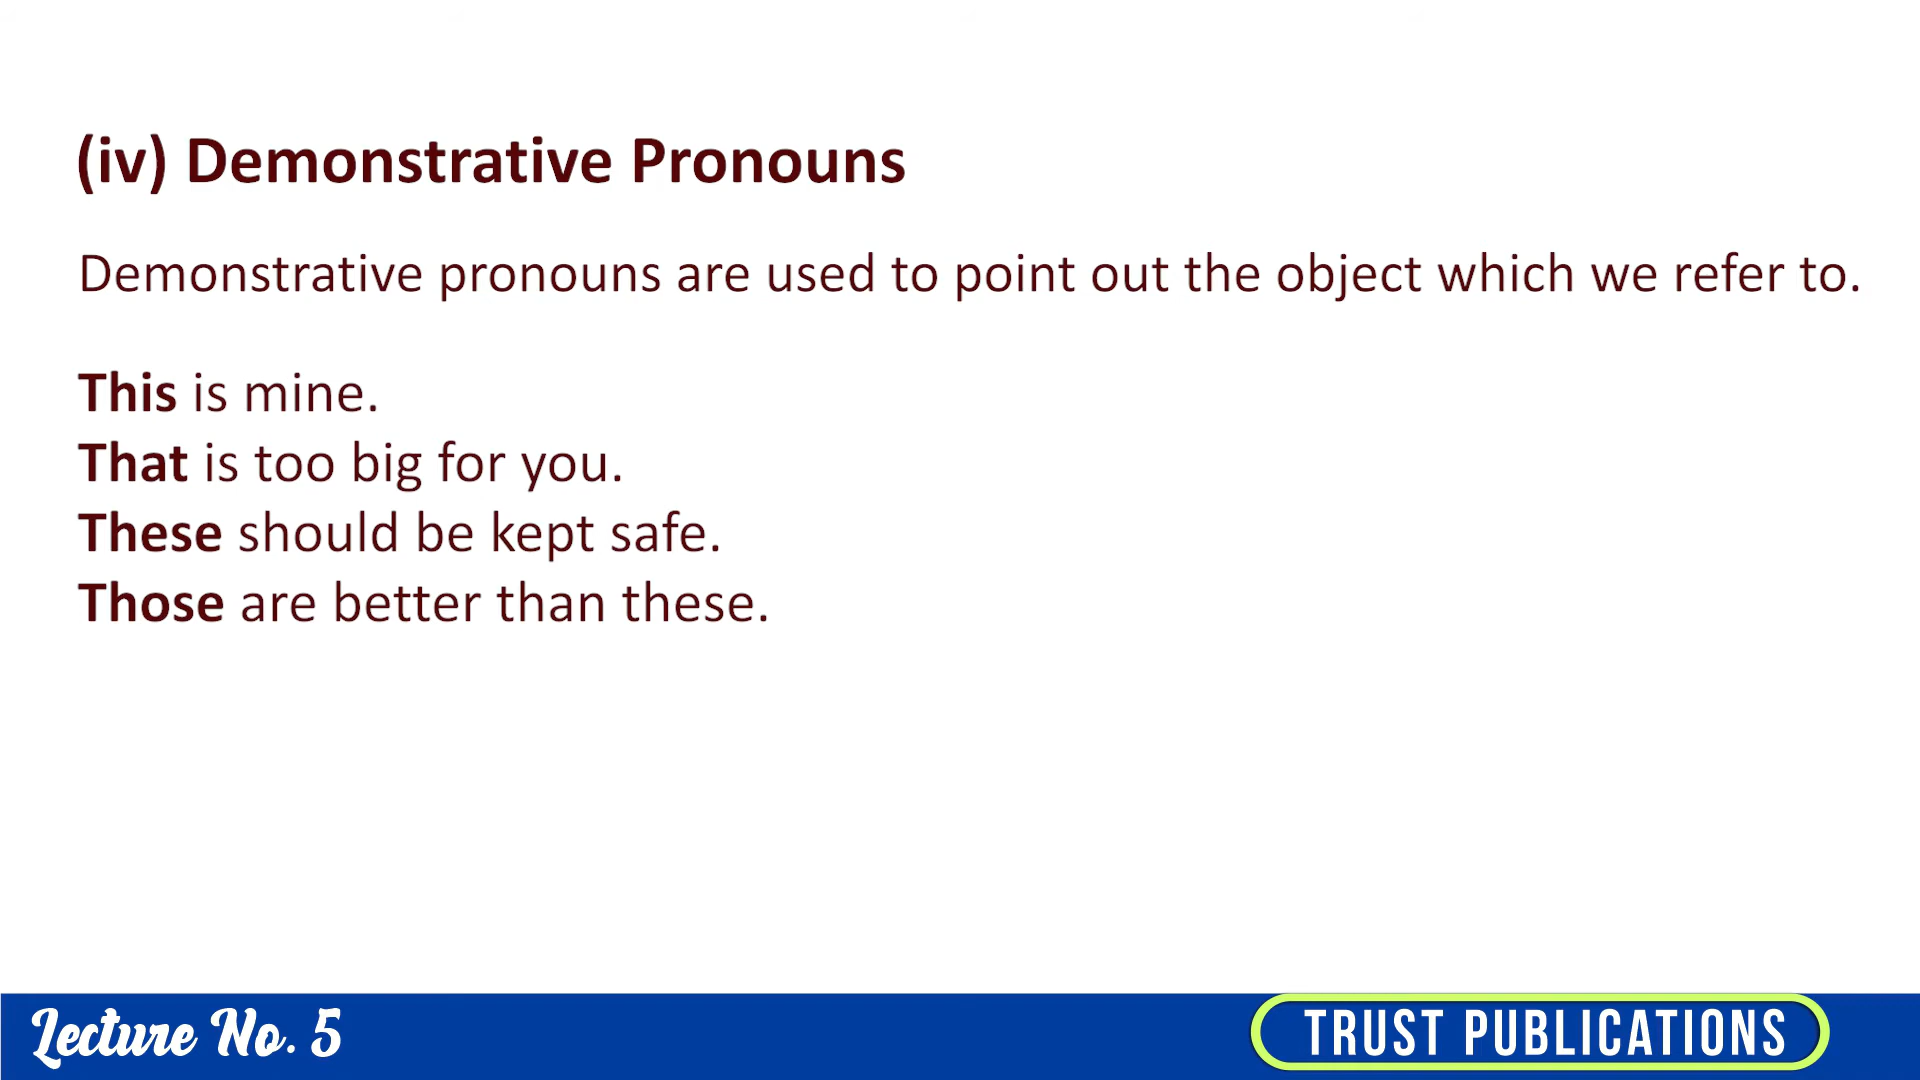 (iv) Demonstrative Pronouns
Demonstrative pronouns are used to point out the object which we refer to.
This is mine.
That is too big for you.
These should be kept safe.
Those are better than these.
Lecture No. 5
TRUST PUBLICATIONS